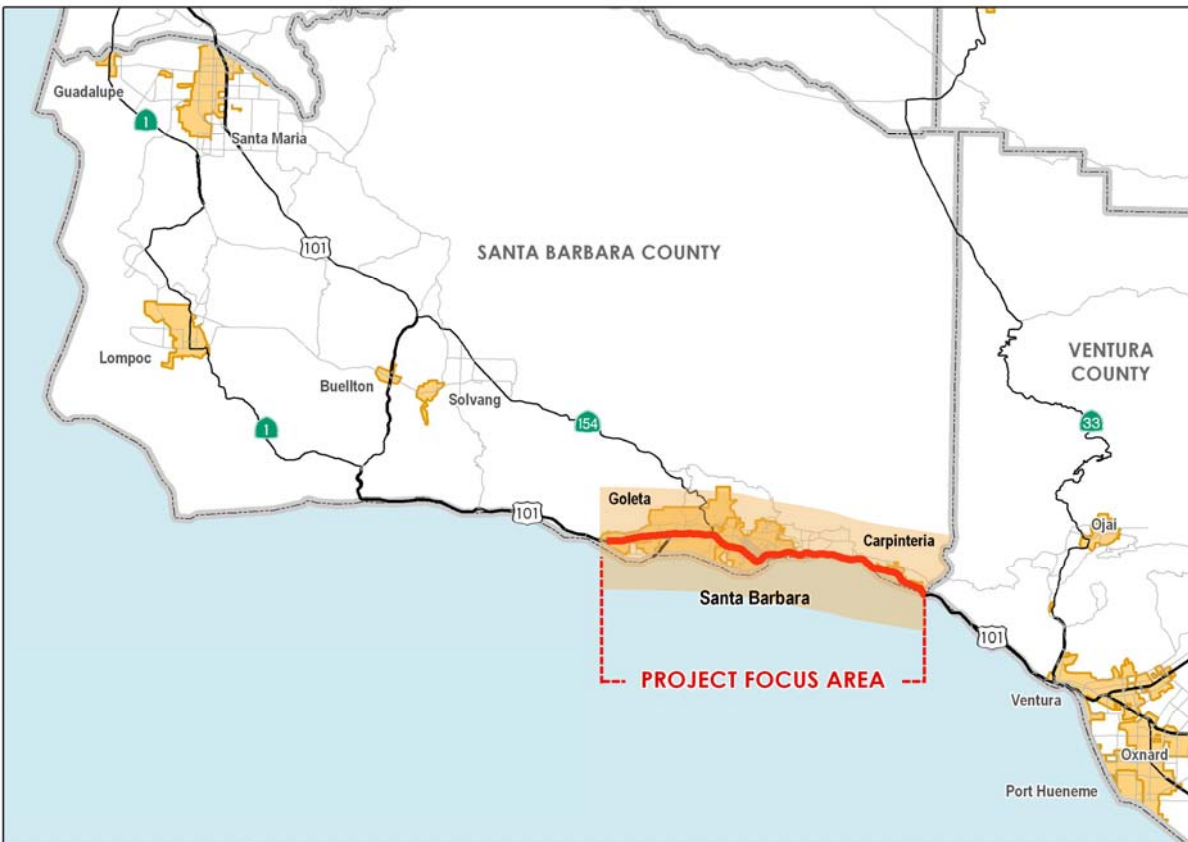 Guadalupe
1
Santa Maria
101
SANTA BARBARA COUNTY
Lompoc
Buellton
Solvang
VENTURA
COUNTY
1
154
33
Goleta
101
Carpinteria
Ojai
Santa Barbara
101
PROJECT FOCUS AREA
Ventura
Oxnard
Port Hueneme